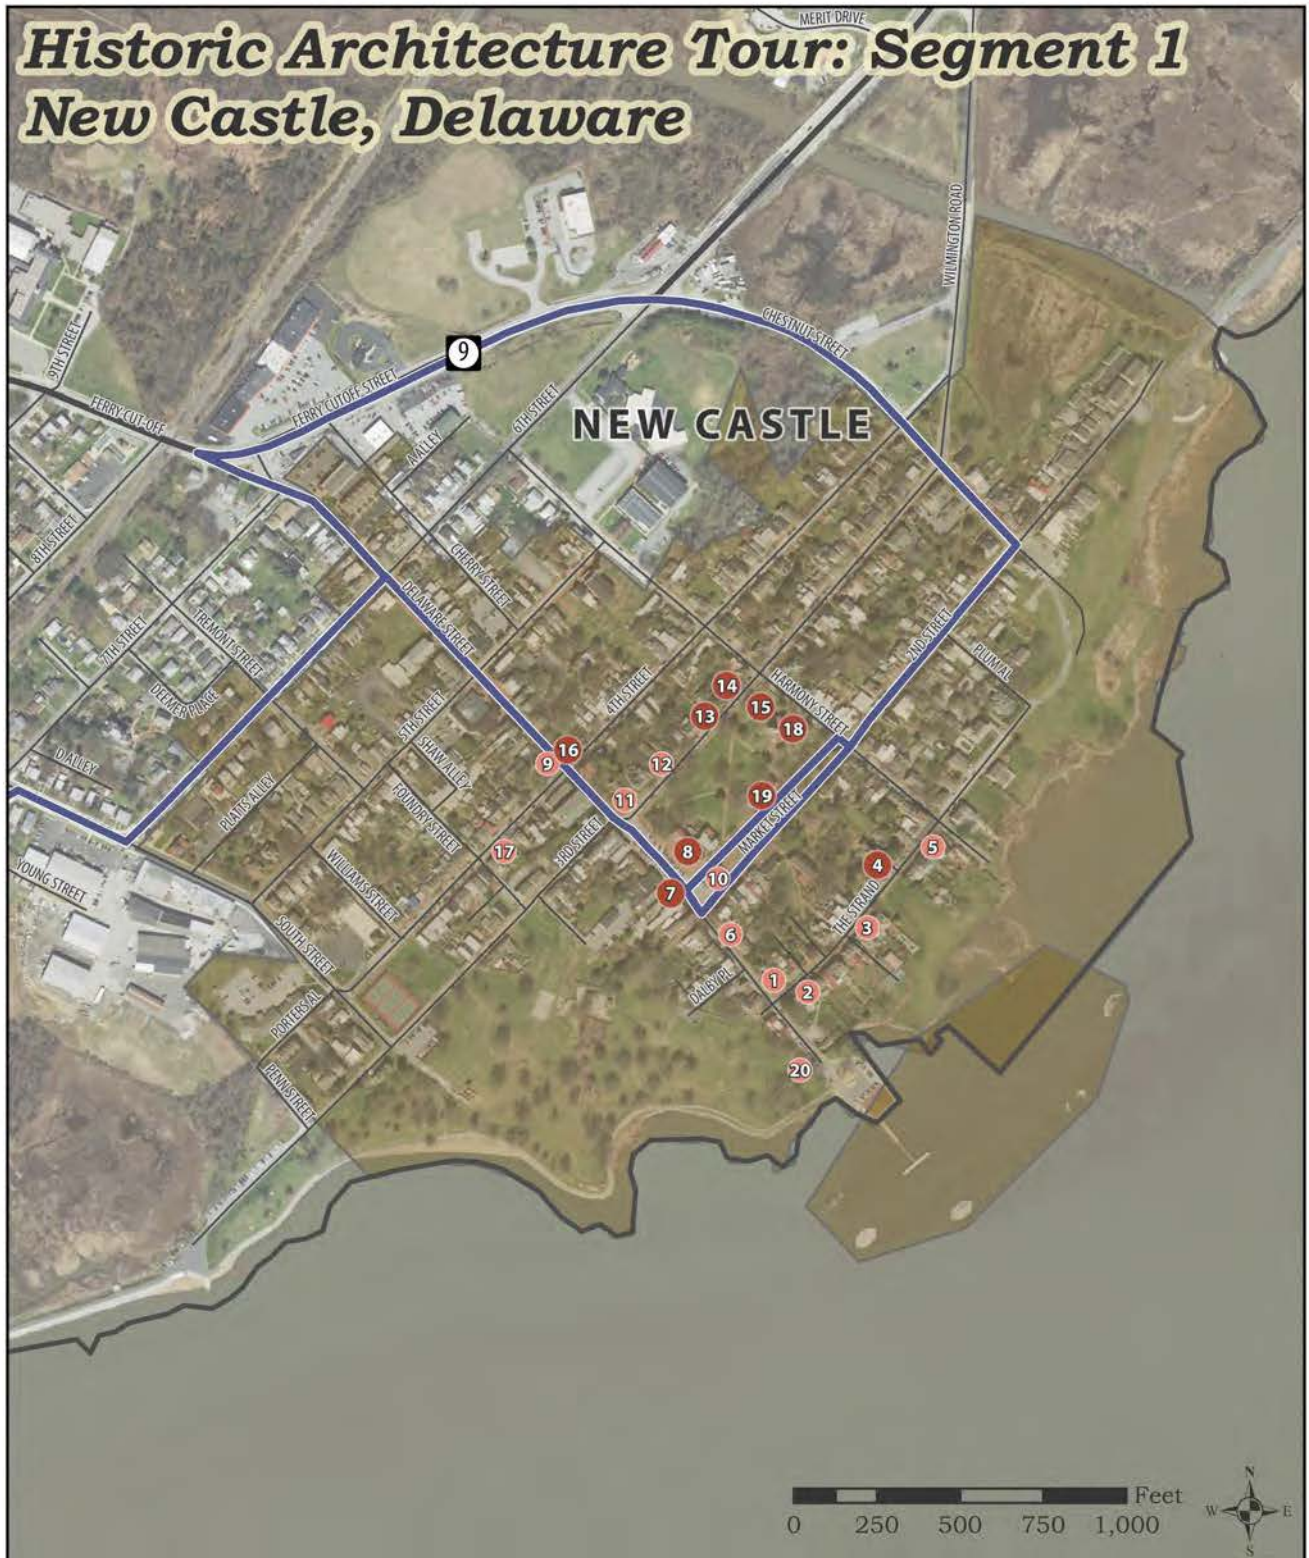 Historic Architecture Tour: Segment 1
New Castle, Delaware
MERIT DRIVE
WILMINGTON ROAD
9TH STREET
9
CHESTNUT STREET
FERRY CUT-OFF
FERRY CUTOFF STREET
6TH STREET
NEW CASTLE
A ALLEY
8TH STREET
CHERRY STREET
DELAWARE STREET
7TH STREET
TREMONT STREET
2ND STREET
PLUM AL
DEEMER PLACE
4TH STREET
HARMONY STREET
14
13
15
18
5TH STREET
SHAW ALLEY
16
9
12
D ALLEY
PLATTS ALLEY
FOUNDRY STREET
11
19
MARKET STREET
3RD STREET
17
8
5
4
YOUNG STREET
WILLIAMS STREET
7
10
THE STRAND
3
SOUTH STREET
6
DALBY PL
1
2
PORTERS AL
20
PENN STREET
N
W
E
S
Feet
0 250 500 750 1,000